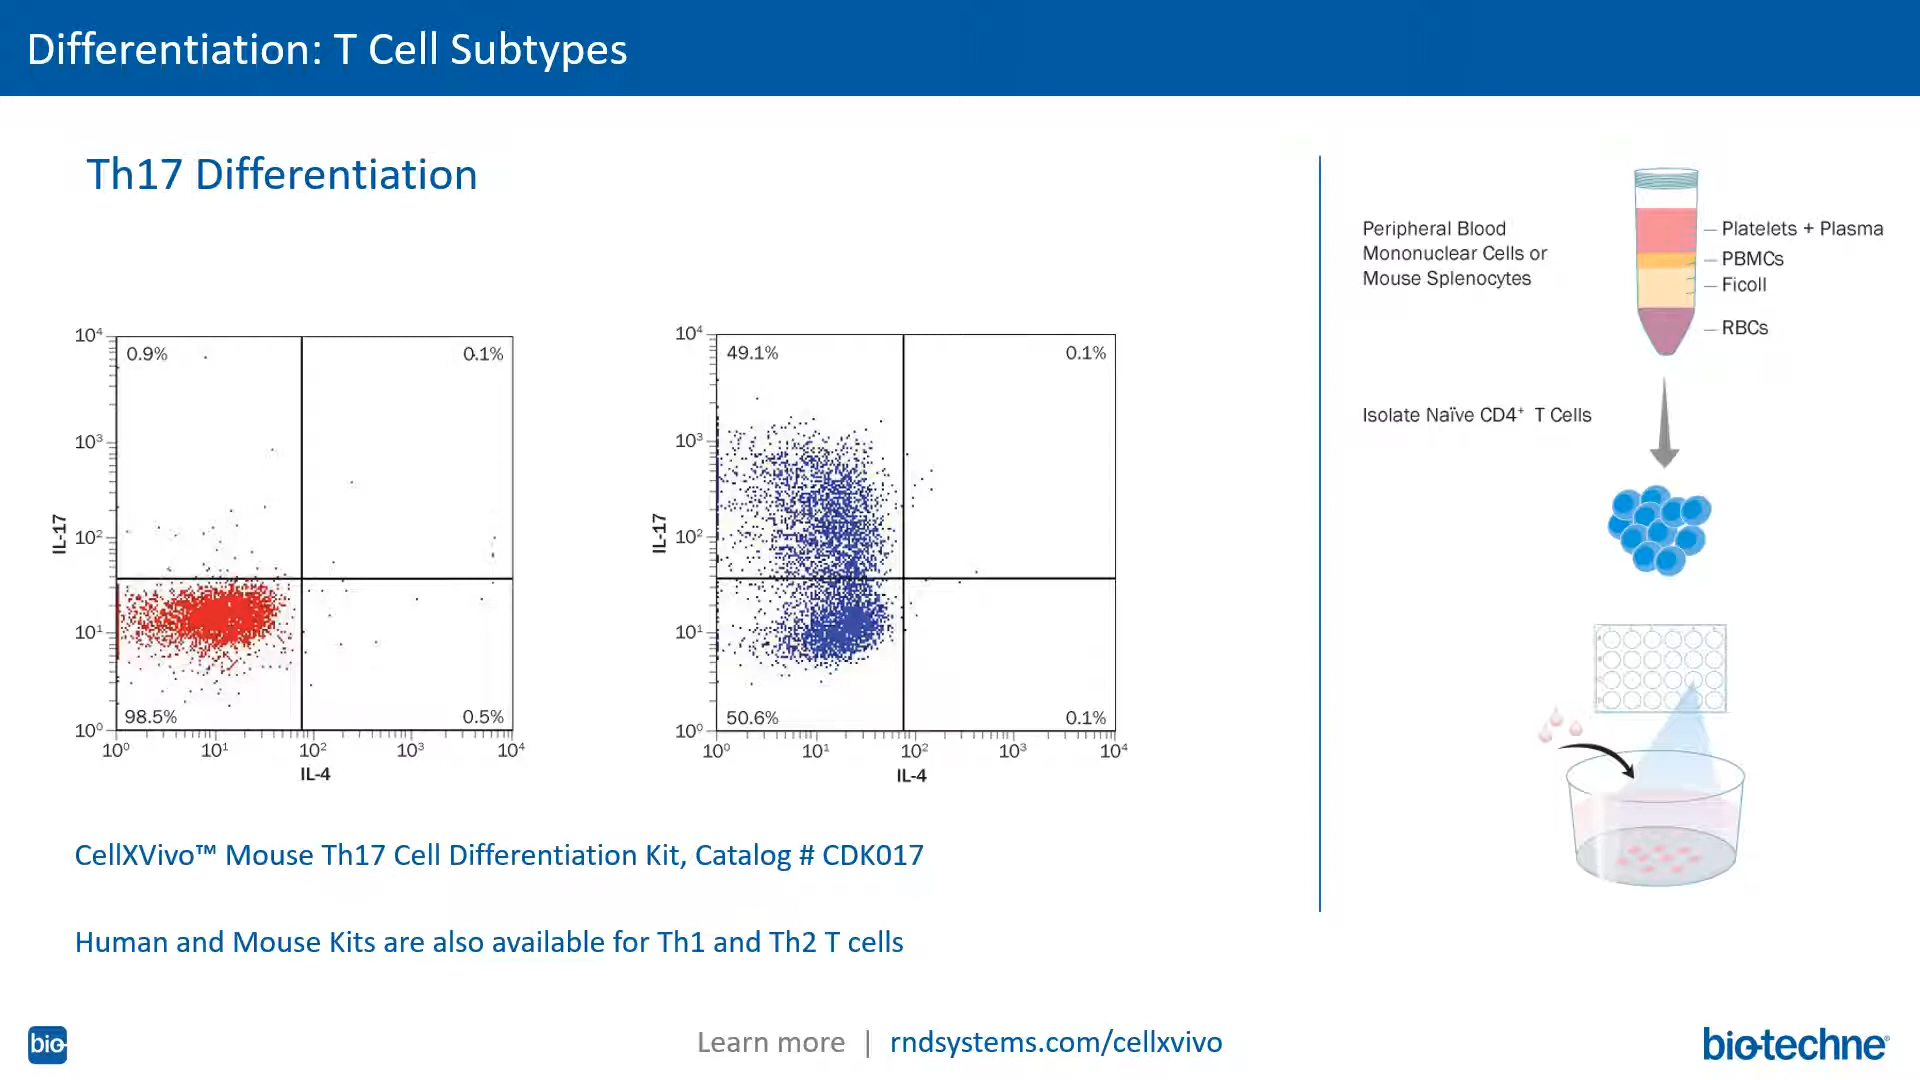 Differentiation: T Cell Subtypes
Th17 Differentiation
10⁴
10³
10²
10¹
10⁰
IL-17
0.9%
0.1%
98.5%
0.5%
10⁰ 10¹ 10² 10³ 10⁴
IL-4
10⁴
10³
10²
10¹
10⁰
IL-17
49.1%
0.1%
50.6%
0.1%
10⁰ 10¹ 10² 10³ 10⁴
IL-4
CellXVivo™ Mouse Th17 Cell Differentiation Kit, Catalog # CDK017
Human and Mouse Kits are also available for Th1 and Th2 T cells
Peripheral Blood
Mononuclear Cells or
Mouse Splenocytes
Platelets + Plasma
PBMCs
Ficoll
RBCs
Isolate Naïve CD4⁺ T Cells
bio-
Learn more | rndsystems.com/cellxvivo
bio-techne®